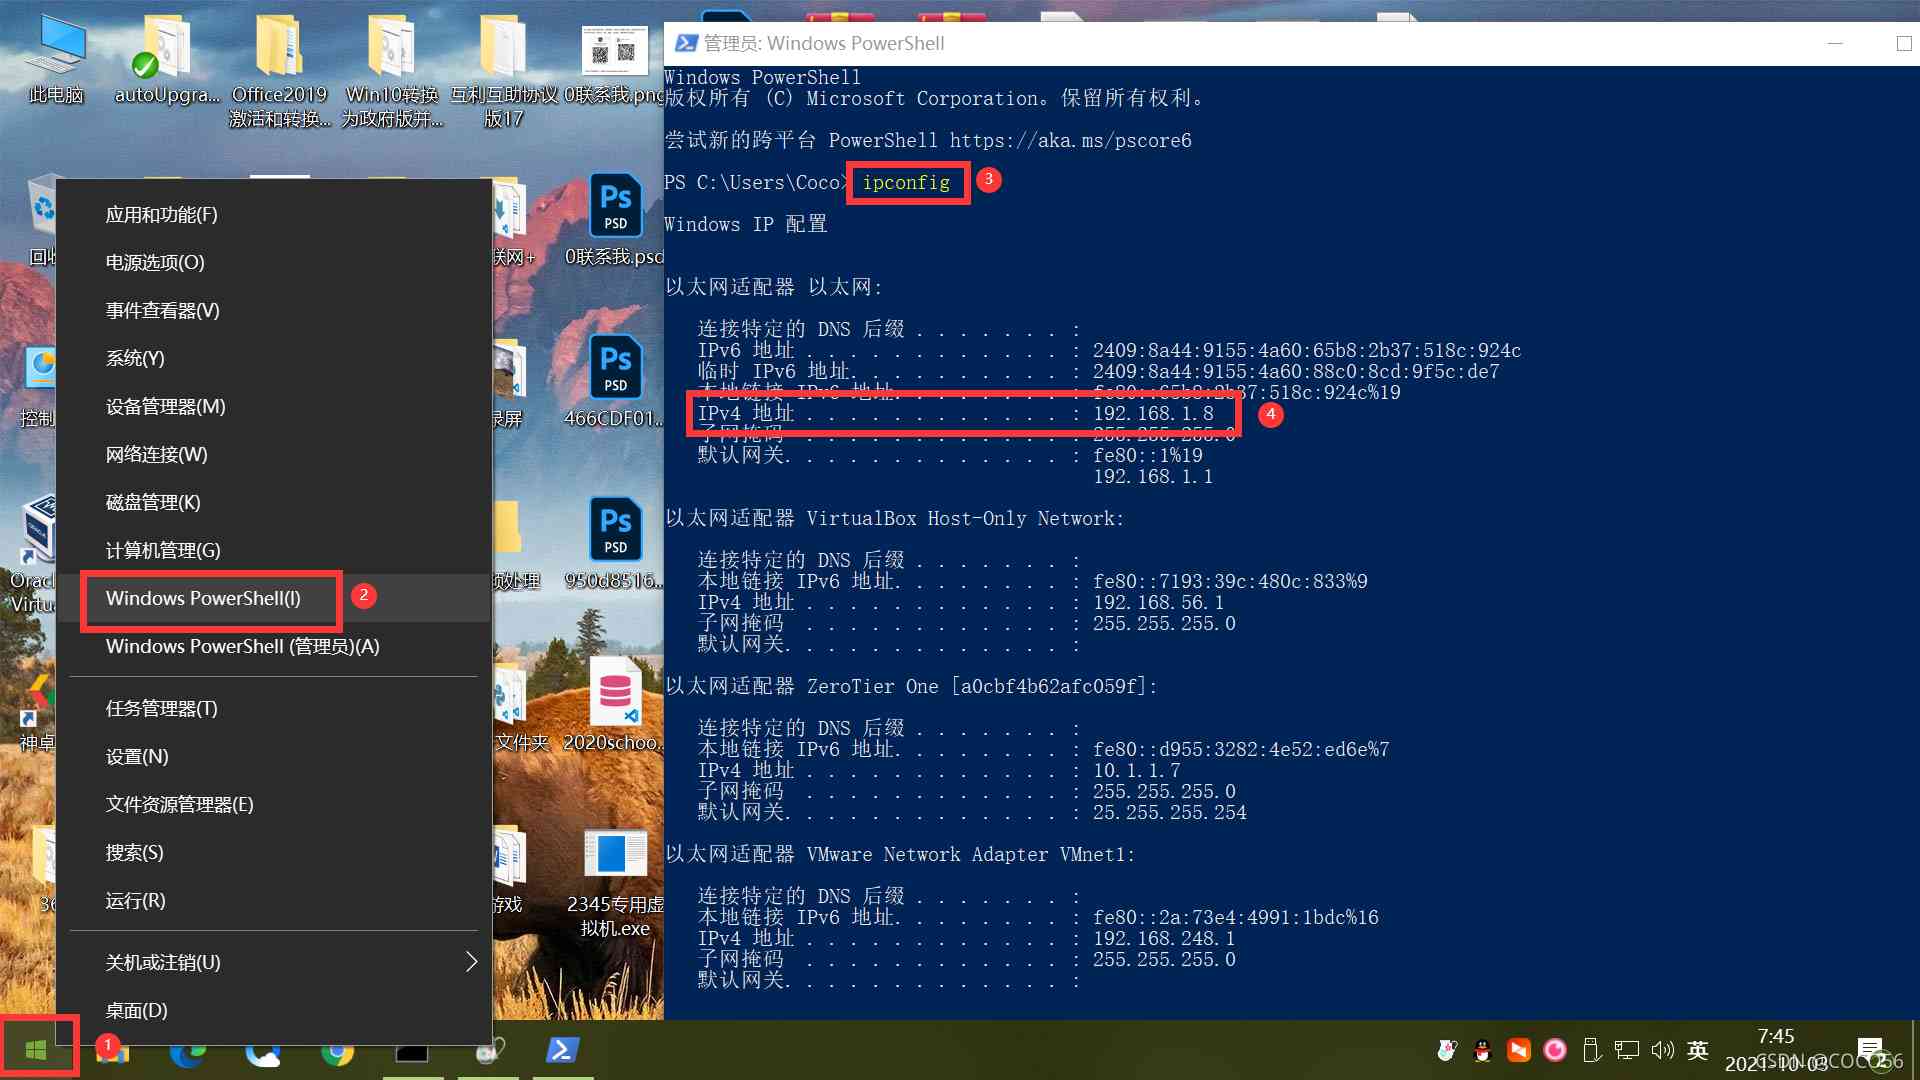 此电脑
autoUpgra...
Office2019
激活和转换...
Win10转换
为政府版并...
互利互助协议
版17
0联系我.png
回收
联网+
0联系我.psd
Ps
PSD
控制
录屏
Ps
PSD
466CDF01...
Ps
PSD
Oracl
Virtu
频处理
950d8516...
神卓
文件夹
2020schoo...
36
游戏
2345专用虚
拟机.exe
应用和功能(F)
电源选项(O)
事件查看器(V)
系统(Y)
设备管理器(M)
网络连接(W)
磁盘管理(K)
计算机管理(G)
Windows PowerShell(I)
2
Windows PowerShell (管理员)(A)
任务管理器(T)
设置(N)
文件资源管理器(E)
搜索(S)
运行(R)
关机或注销(U)
桌面(D)
1
管理员: Windows PowerShell
Windows PowerShell
版权所有 (C) Microsoft Corporation。保留所有权利。
尝试新的跨平台 PowerShell https://aka.ms/pscore6
PS C:\Users\Coco> ipconfig
3
Windows IP 配置
以太网适配器 以太网:
连接特定的 DNS 后缀 . . . . . . . :
IPv6 地址 . . . . . . . . . . . . : 2409:8a44:9155:4a60:65b8:2b37:518c:924c
临时 IPv6 地址. . . . . . . . . . : 2409:8a44:9155:4a60:88c0:8cd:9f5c:de7
本地链接 IPv6 地址. . . . . . . . : fe80::65b8:2b37:518c:924c%19
IPv4 地址 . . . . . . . . . . . . : 192.168.1.8
4
子网掩码  . . . . . . . . . . . . : 255.255.255.0
默认网关. . . . . . . . . . . . . : fe80::1%19
192.168.1.1
以太网适配器 VirtualBox Host-Only Network:
连接特定的 DNS 后缀 . . . . . . . :
本地链接 IPv6 地址. . . . . . . . : fe80::7193:39c:480c:833%9
IPv4 地址 . . . . . . . . . . . . : 192.168.56.1
子网掩码  . . . . . . . . . . . . : 255.255.255.0
默认网关. . . . . . . . . . . . . :
以太网适配器 ZeroTier One [a0cbf4b62afc059f]:
连接特定的 DNS 后缀 . . . . . . . :
本地链接 IPv6 地址. . . . . . . . : fe80::d955:3282:4e52:ed6e%7
IPv4 地址 . . . . . . . . . . . . : 10.1.1.7
子网掩码  . . . . . . . . . . . . : 255.255.255.0
默认网关. . . . . . . . . . . . . : 25.255.255.254
以太网适配器 VMware Network Adapter VMnet1:
连接特定的 DNS 后缀 . . . . . . . :
本地链接 IPv6 地址. . . . . . . . : fe80::2a:73e4:4991:1bdc%16
IPv4 地址 . . . . . . . . . . . . : 192.168.248.1
子网掩码  . . . . . . . . . . . . : 255.255.255.0
默认网关. . . . . . . . . . . . . :
英
7:45
2021-10-03
2
CSDN @COCO56